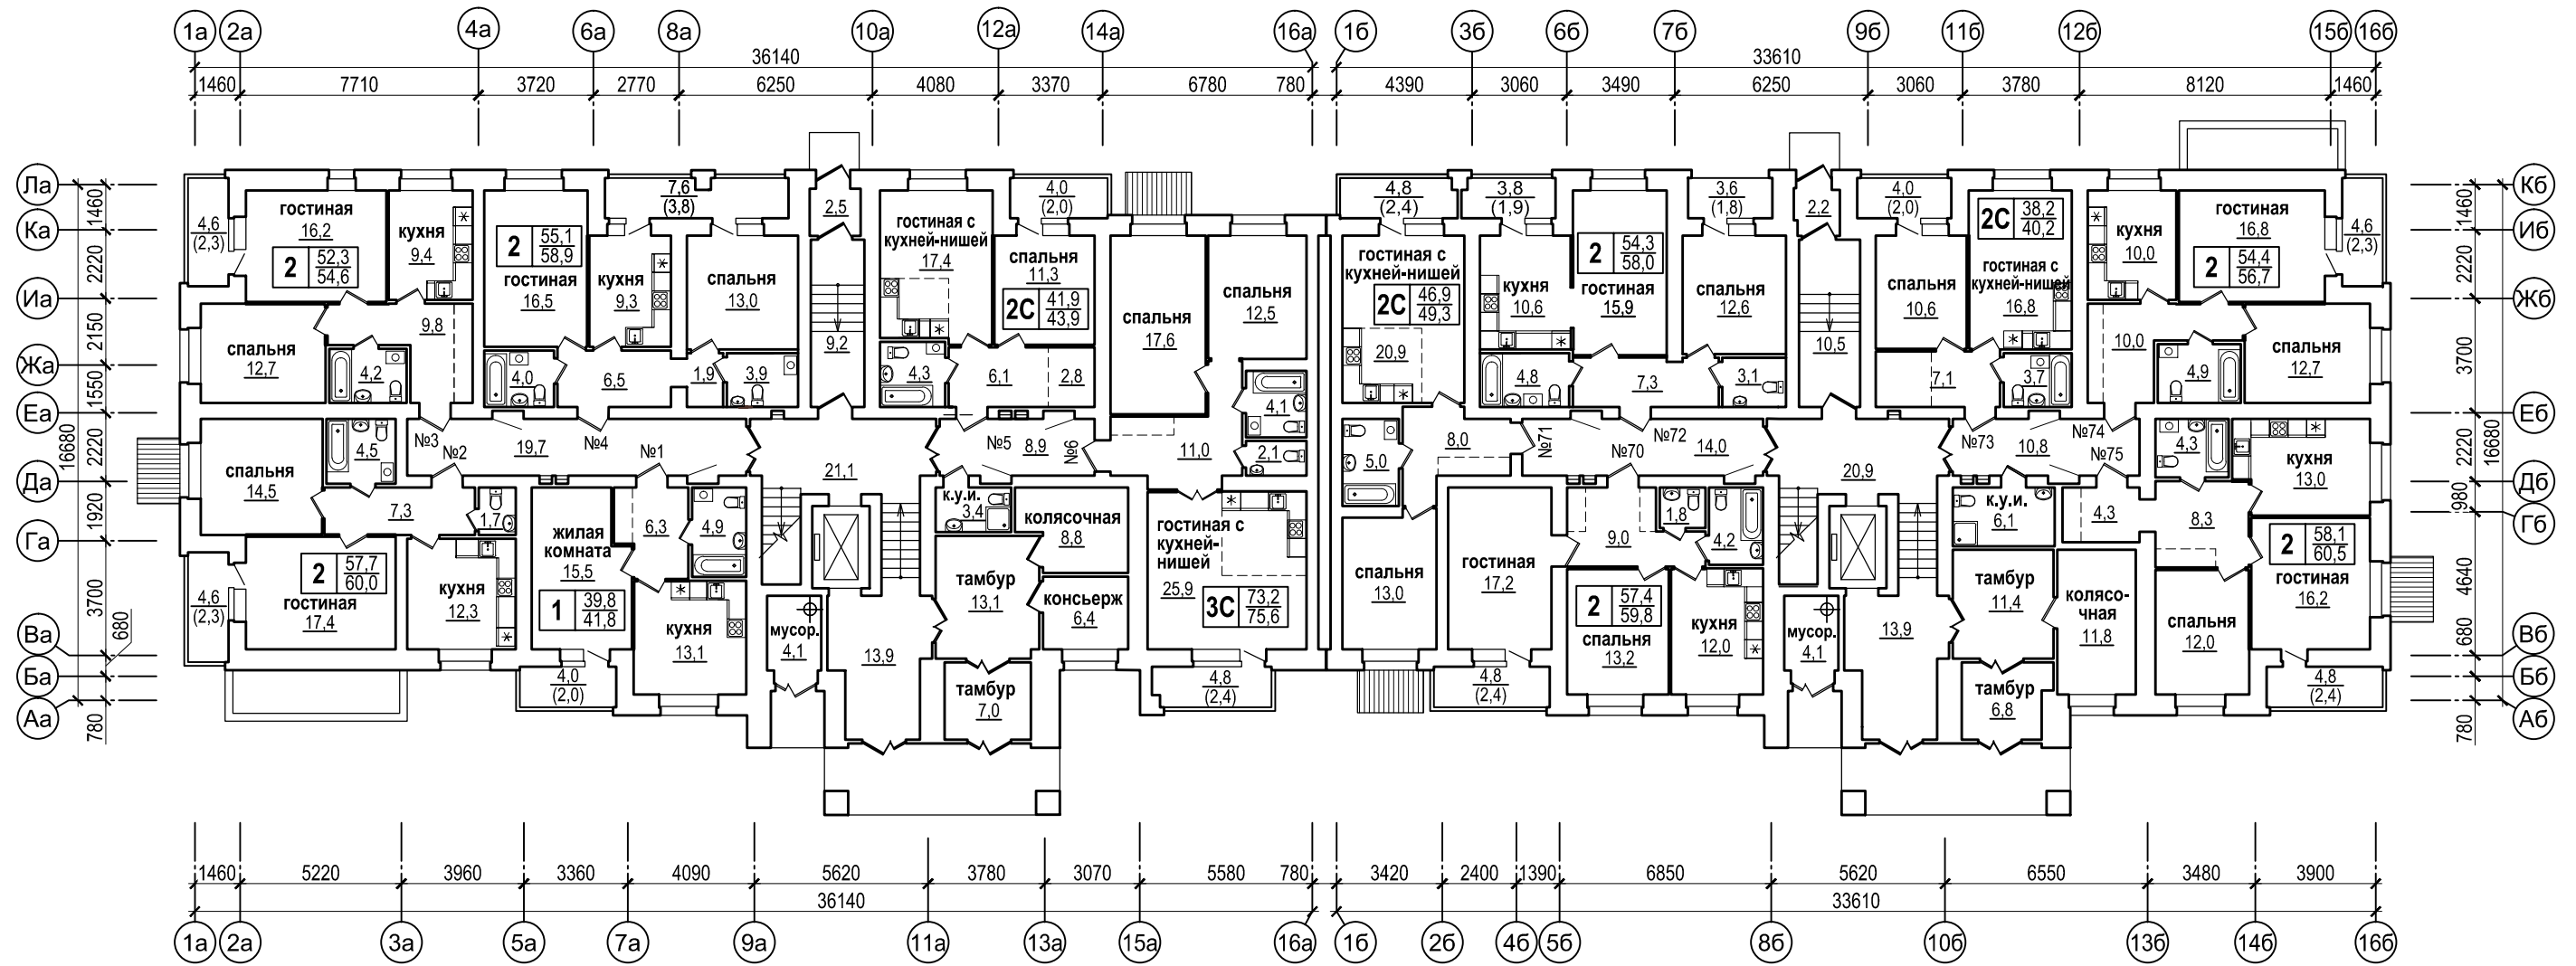 1а 2а 4а 6а 8а 10а 12а 14а 16а 1б 3б 6б 7б 9б 11б 12б 15б 16б
36140 33610
1460 7710 3720 2770 6250 4080 3370 6780 780 4390 3060 3490 6250 3060 3780 8120 1460
Ла Ка Иа Жа Еа Да Га Ва Ба Аа
16680
1460 2220 2150 1550 2220 1920 3700 680 780
4,6
(2,3)
гостиная
16,2
2 52,3
54,6
кухня
9,4
9,8
спальня
12,7
4,2
2 55,1
58,9
гостиная
16,5
7,6
(3,8)
кухня
9,3
спальня
13,0
4,0
6,5
1,9
3,9
2,5
9,2
гостиная с
кухней-нишей
17,4
4,0
(2,0)
спальня
11,3
2С 41,9
43,9
4,3
6,1
2,8
спальня
17,6
спальня
12,5
4,1
2,1
11,0
№3
№2
19,7
№4
№1
21,1
№5
8,9
№6
спальня
14,5
4,5
7,3
1,7
4,6
(2,3)
2 57,7
60,0
гостиная
17,4
кухня
12,3
жилая
комната
15,5
1 39,8
41,8
4,0
(2,0)
6,3
4,9
кухня
13,1
мусор.
4,1
13,9
к.у.и.
3,4
колясочная
8,8
тамбур
13,1
консьерж
6,4
тамбур
7,0
гостиная с
кухней-
нишей
25,9
3С 73,2
75,6
4,8
(2,4)
4,8
(2,4)
гостиная с
кухней-нишей
2С 46,9
49,3
20,9
3,8
(1,9)
кухня
10,6
2 54,3
58,0
гостиная
15,9
3,6
(1,8)
спальня
12,6
4,8
7,3
3,1
2,2
10,5
4,0
(2,0)
спальня
10,6
2С 38,2
40,2
гостиная с
кухней-нишей
16,8
7,1
3,7
кухня
10,0
гостиная
16,8
2 54,4
56,7
4,6
(2,3)
10,0
4,9
спальня
12,7
5,0
8,0
№71
№70
№72
14,0
20,9
№73
10,8
№74
№75
4,3
кухня
13,0
спальня
13,0
гостиная
17,2
4,8
(2,4)
9,0
1,8
4,2
2 57,4
59,8
спальня
13,2
кухня
12,0
мусор.
4,1
13,9
к.у.и.
6,1
тамбур
11,4
тамбур
6,8
колясо-
чная
11,8
4,3
8,3
спальня
12,0
2 58,1
60,5
гостиная
16,2
4,8
(2,4)
Кб Иб Жб Еб Дб Гб Вб Бб Аб
1460 2220 3700 2220 980 4640 680 780
16680
1460 5220 3960 3360 4090 5620 3780 3070 5580 780 3420 2400 1390 6850 5620 6550 3480 3900
36140 33610
1а 2а 3а 5а 7а 9а 11а 13а 15а 16а 1б 2б 4б 5б 8б 10б 13б 14б 16б